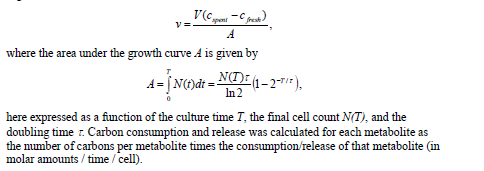 v = V(c_spent − c_fresh) / A,
where the area under the growth curve A is given by
A = ∫₀ᵀ N(t)dt = N(T)τ / ln 2 (1 − 2^(−T/τ)),
here expressed as a function of the culture time T, the final cell count N(T), and the
doubling time τ. Carbon consumption and release was calculated for each metabolite as
the number of carbons per metabolite times the consumption/release of that metabolite (in
molar amounts / time / cell).